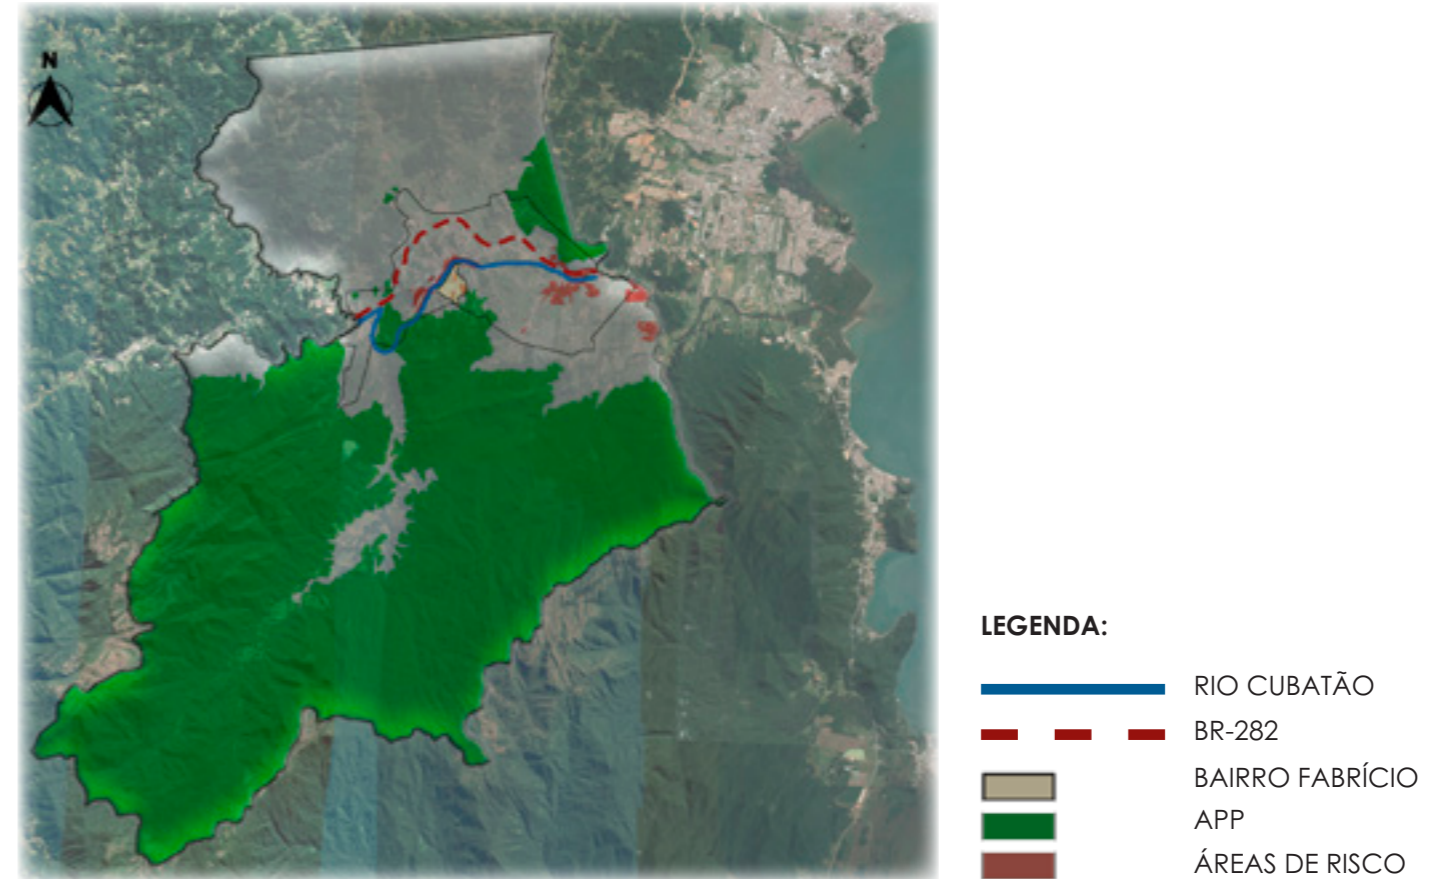 N
LEGENDA:
RIO CUBATÃO
BR-282
BAIRRO FABRÍCIO
APP
ÁREAS DE RISCO